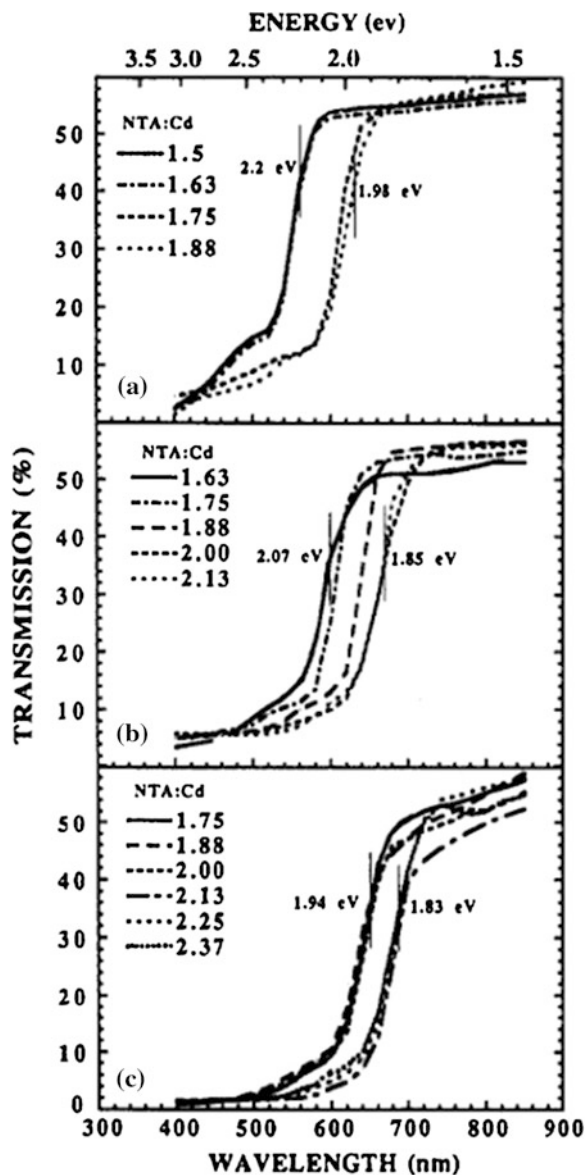 ENERGY (ev)
3.5 3.0 2.5 2.0 1.5
NTA:Cd
1.5
1.63
1.75
1.88
2.2 eV
1.98 eV
50
40
30
20
10
(a)
NTA:Cd
1.63
1.75
1.88
2.00
2.13
2.07 eV
1.85 eV
50
40
30
20
10
(b)
TRANSMISSION (%)
NTA:Cd
1.75
1.88
2.00
2.13
2.25
2.37
1.94 eV
1.83 eV
50
40
30
20
10
0
(c)
300 400 500 600 700 800 900
WAVELENGTH (nm)